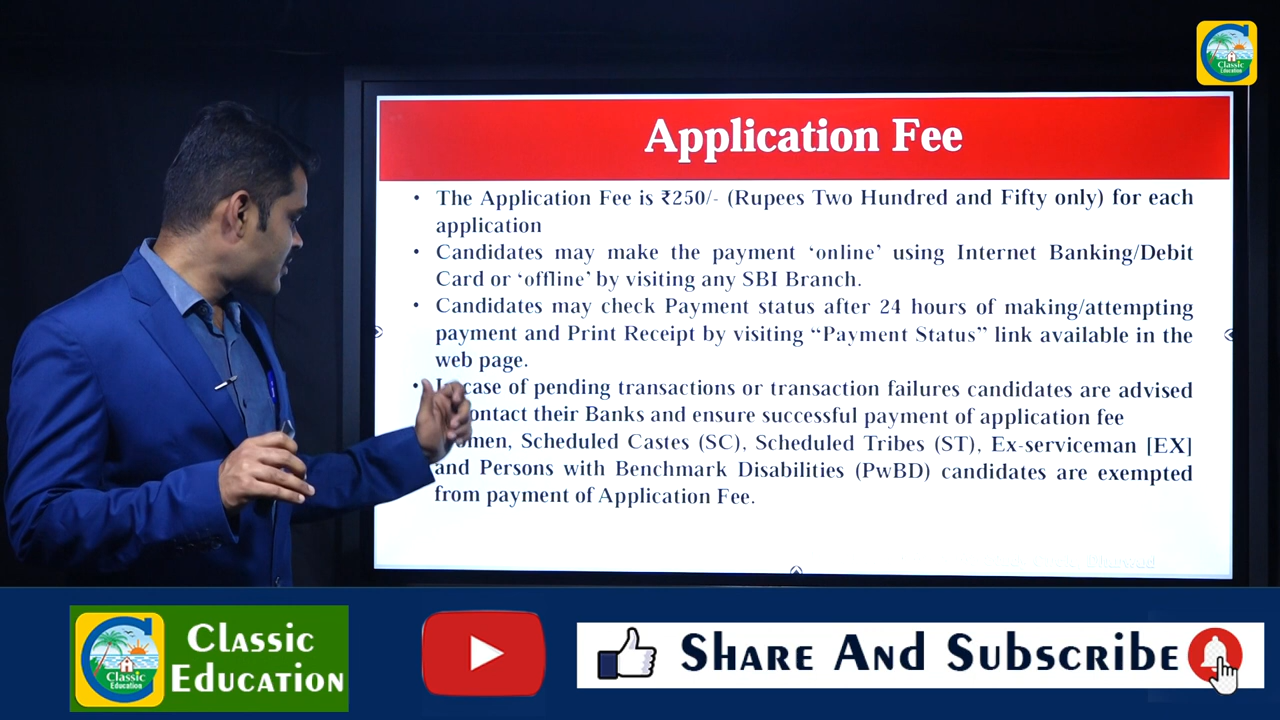 Classic
Education
Application Fee
• The Application Fee is ₹250/- (Rupees Two Hundred and Fifty only) for each
application
• Candidates may make the payment ‘online’ using Internet Banking/Debit
Card or ‘offline’ by visiting any SBI Branch.
• Candidates may check Payment status after 24 hours of making/attempting
payment and Print Receipt by visiting “Payment Status” link available in the
web page.
• case of pending transactions or transaction failures candidates are advised
contact their Banks and ensure successful payment of application fee
Scheduled Castes (SC), Scheduled Tribes (ST), Ex-serviceman [EX]
and Persons with Benchmark Disabilities (PwBD) candidates are exempted
from payment of Application Fee.
Classic
Education
Classic
Education
Share And Subscribe